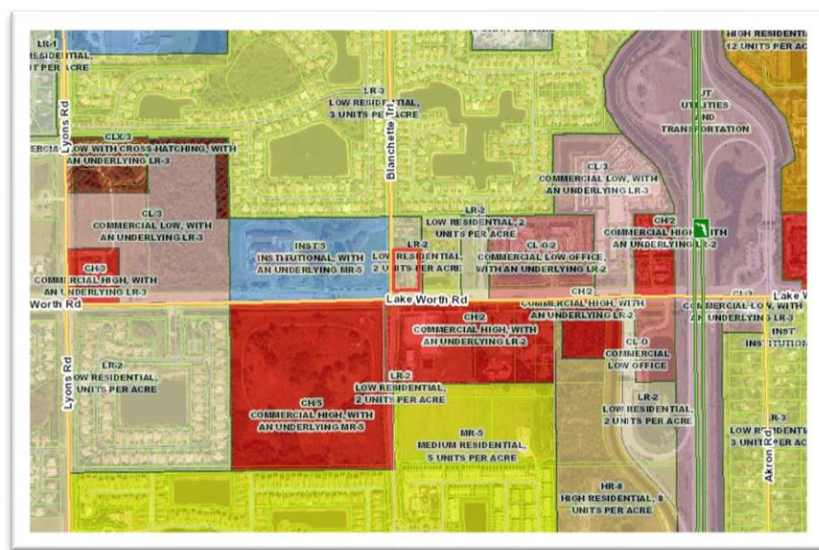 LR-1
RESIDENTIAL,
IT PER ACRE
HIGH RESIDENTIAL,
12 UNITS PER AC
LR-3
LOW RESIDENTIAL,
3 UNITS PER ACRE
UT
UTILITIES
AND
TRANSPORTATION
Lyons Rd
Blanchette Trl
CLX/3
COMMERCIAL LOW WITH CROSS-HATCHING, WITH
AN UNDERLYING LR-3
CL/3
COMMERCIAL LOW, WITH
AN UNDERLYING LR-3
CL/3
COMMERCIAL LOW, WITH
AN UNDERLYING LR-3
LR-2
LOW RESIDENTIAL, 2
UNITS PER ACRE
CH/2
COMMERCIAL HIGH, WITH
AN UNDERLYING LR-2
INST/5
INSTITUTIONAL, WITH
AN UNDERLYING MR-5
LR-2
LOW RESIDENTIAL,
2 UNITS PER ACRE
CL-O/2
COMMERCIAL LOW OFFICE,
WITH AN UNDERLYING LR-2
CH/3
COMMERCIAL HIGH, WITH
AN UNDERLYING LR-3
Worth Rd
Lake Worth Rd
Lake W
CH/2
COMMERCIAL HIGH, WITH
AN UNDERLYING LR-2
CL/3
COMMERCIAL LOW, WITH
AN UNDERLYING LR-3
CH/2
COMMERCIAL HIGH, WITH
AN UNDERLYING LR-2
INST
INSTITUTION
CL-O
COMMERCIAL
LOW OFFICE
Lyons Rd
LR-2
LOW RESIDENTIAL,
UNITS PER ACRE
LR-2
LOW RESIDENTIAL,
2 UNITS PER ACRE
CH/5
COMMERCIAL HIGH, WITH
AN UNDERLYING MR-5
LR-2
LOW RESIDENTIAL,
2 UNITS PER ACRE
LR-3
LOW RESIDENTI
3 UNITS PER A
Akron Rd
MR-5
MEDIUM RESIDENTIAL,
5 UNITS PER ACRE
HR-8
HIGH RESIDENTIAL, 8
UNITS PER ACRE